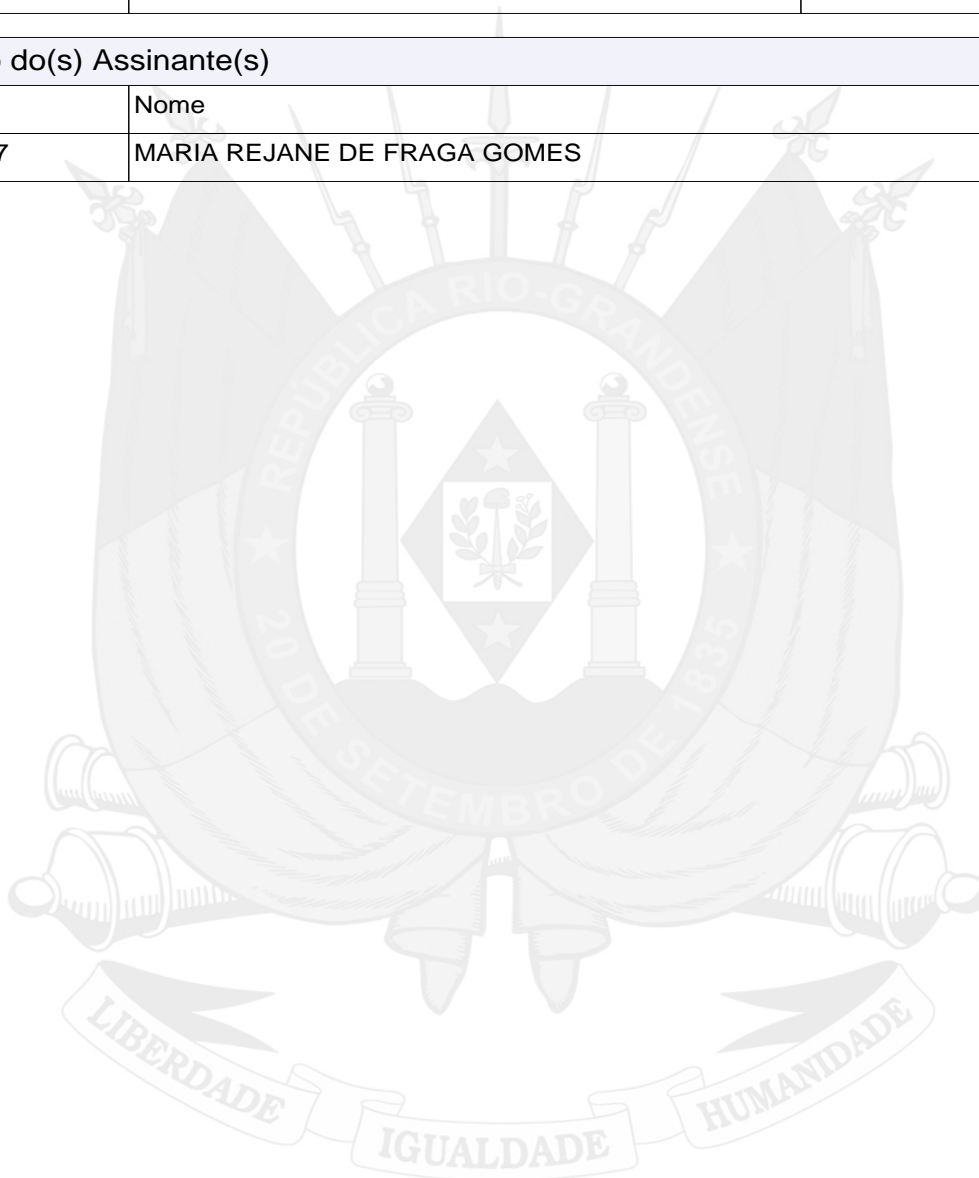 do(s) Assinante(s)
Nome
7 MARIA REJANE DE FRAGA GOMES
REPÚBLICA RIO-GRANDENSE
★ 20 DE SETEMBRO DE 1835 ★
LIBERDADE IGUALDADE HUMANIDADE